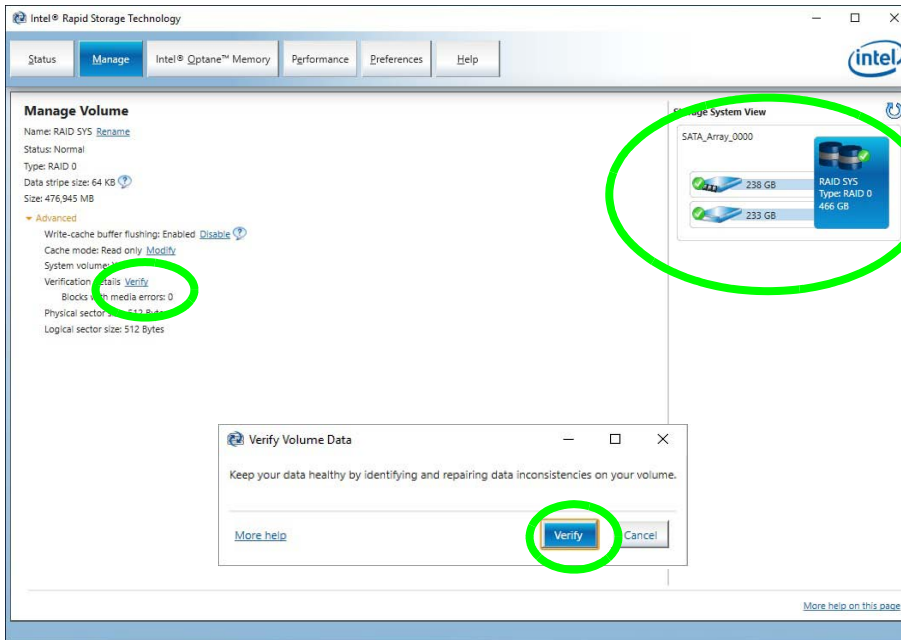 Intel® Rapid Storage Technology
Status Manage Intel® Optane™ Memory Performance Preferences Help
intel
Manage Volume
Name: RAID SYS Rename
Status: Normal
Type: RAID 0
Data stripe size: 64 KB
Size: 476,945 MB
Advanced
Write-cache buffer flushing: Enabled Disable
Cache mode: Read only Modify
System volume:
Verification details Verify
Blocks with media errors: 0
Physical sector size: 512 Bytes
Logical sector size: 512 Bytes
Storage System View
SATA_Array_0000
238 GB
233 GB
RAID SYS
Type: RAID 0
466 GB
Verify Volume Data
Keep your data healthy by identifying and repairing data inconsistencies on your volume.
More help
Verify Cancel
More help on this page